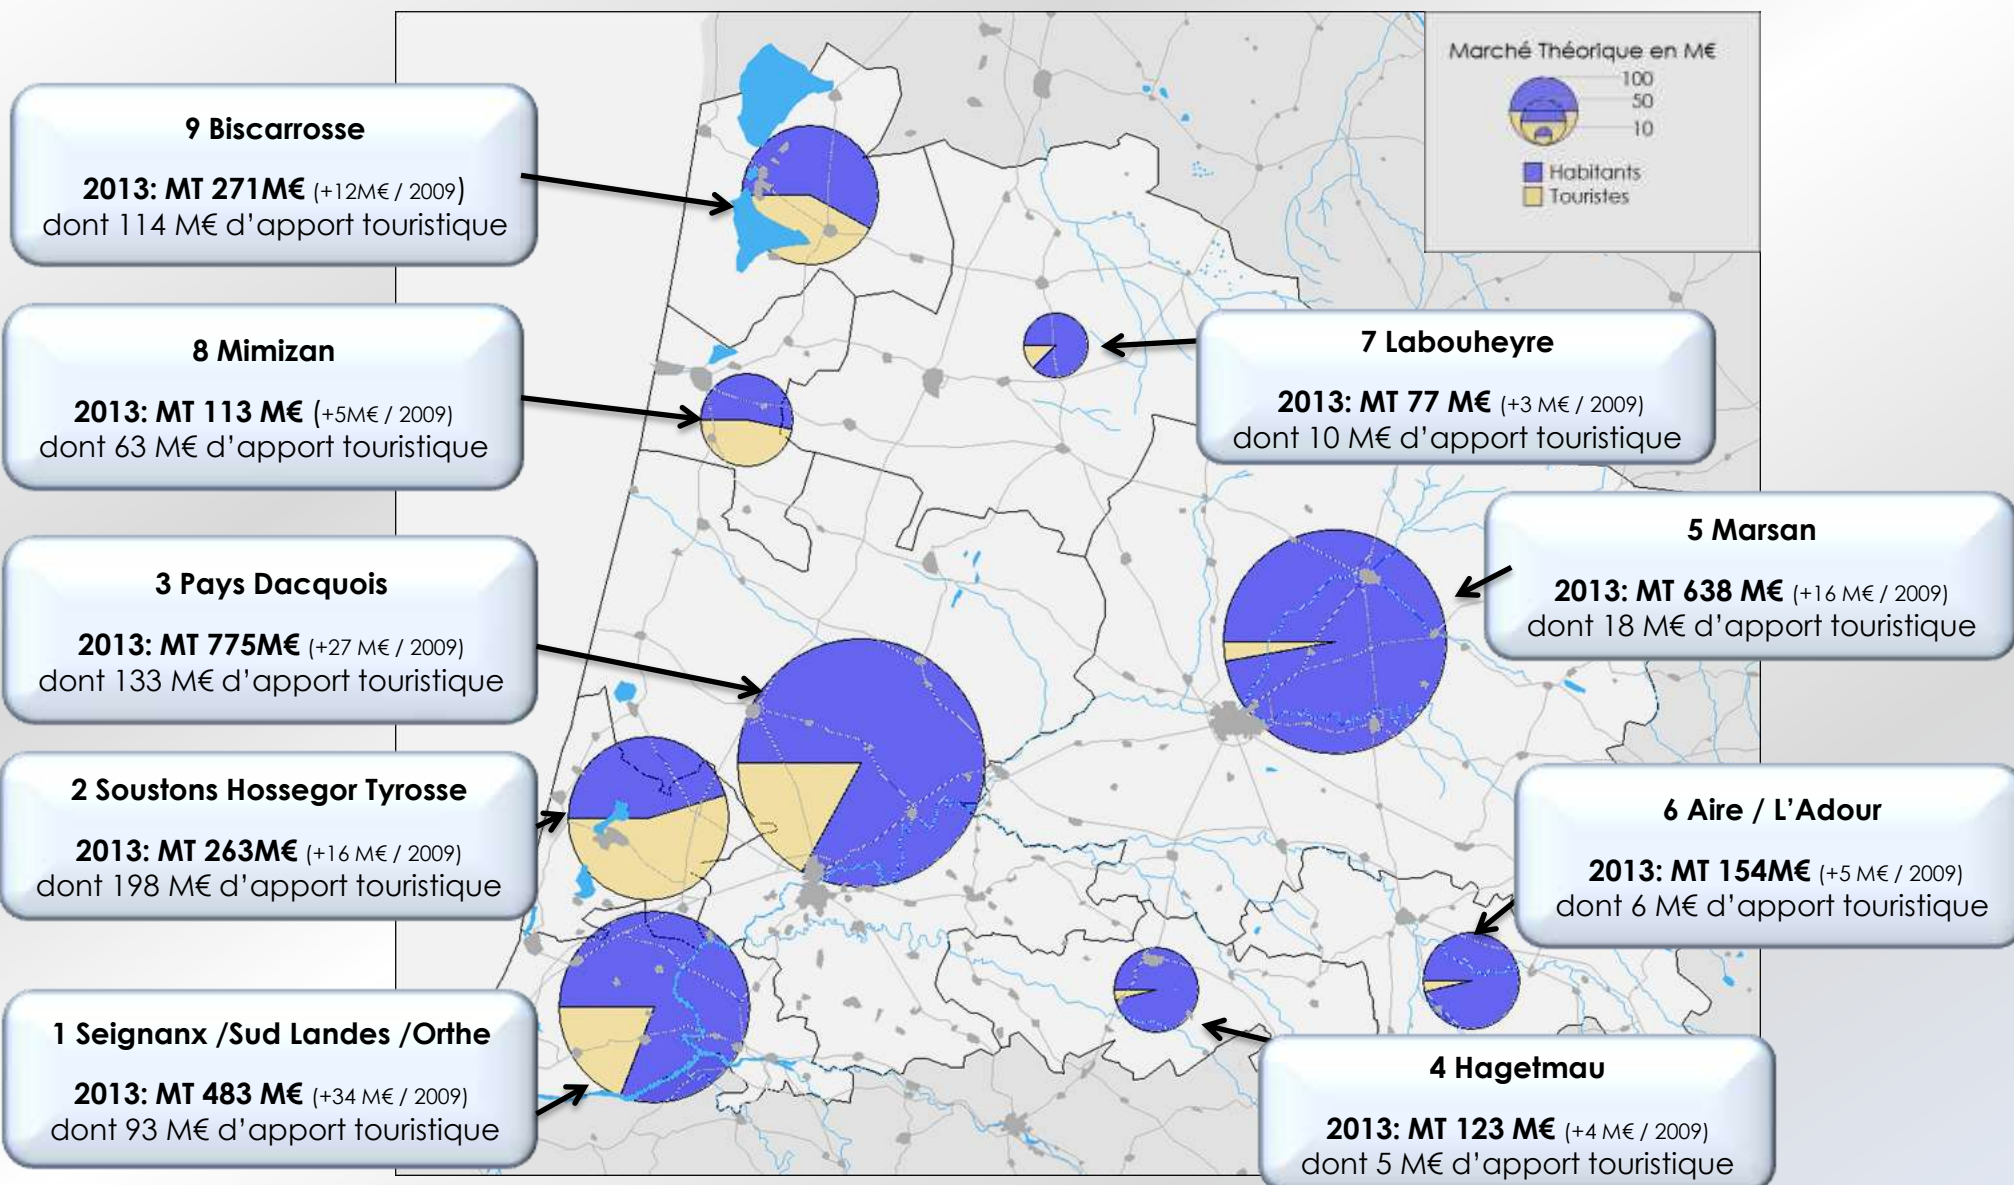 Marché Théorique en M€
100
50
10
Habitants
Touristes
9 Biscarrosse
2013: MT 271M€ (+12M€ / 2009)
dont 114 M€ d'apport touristique
8 Mimizan
2013: MT 113 M€ (+5M€ / 2009)
dont 63 M€ d'apport touristique
7 Labouheyre
2013: MT 77 M€ (+3 M€ / 2009)
dont 10 M€ d'apport touristique
5 Marsan
2013: MT 638 M€ (+16 M€ / 2009)
dont 18 M€ d'apport touristique
3 Pays Dacquois
2013: MT 775M€ (+27 M€ / 2009)
dont 133 M€ d'apport touristique
2 Soustons Hossegor Tyrosse
2013: MT 263M€ (+16 M€ / 2009)
dont 198 M€ d'apport touristique
6 Aire / L'Adour
2013: MT 154M€ (+5 M€ / 2009)
dont 6 M€ d'apport touristique
1 Seignanx /Sud Landes /Orthe
2013: MT 483 M€ (+34 M€ / 2009)
dont 93 M€ d'apport touristique
4 Hagetmau
2013: MT 123 M€ (+4 M€ / 2009)
dont 5 M€ d'apport touristique